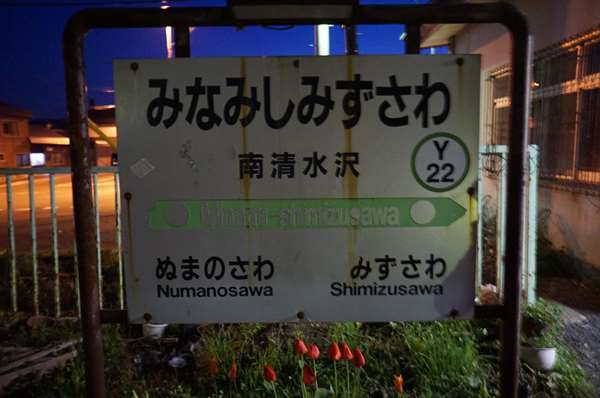 みなみしみずさわ
南清水沢
Y
22
Minami-shimizusawa
ぬまのさわ
Numanosawa
みずさわ
Shimizusawa